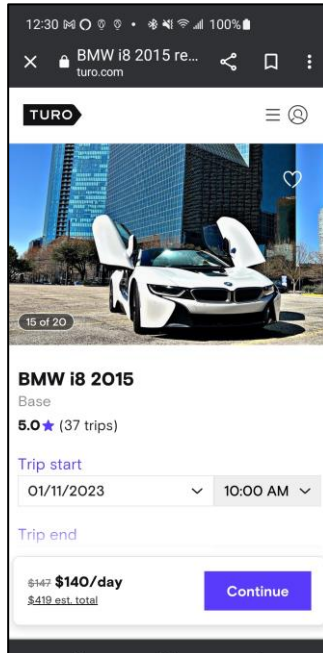 12:30 100%
BMW i8 2015 re...
turo.com
TURO
15 of 20
BMW i8 2015
Base
5.0 ★ (37 trips)
Trip start
01/11/2023 10:00 AM
Trip end
$147 $140/day
$419 est. total
Continue